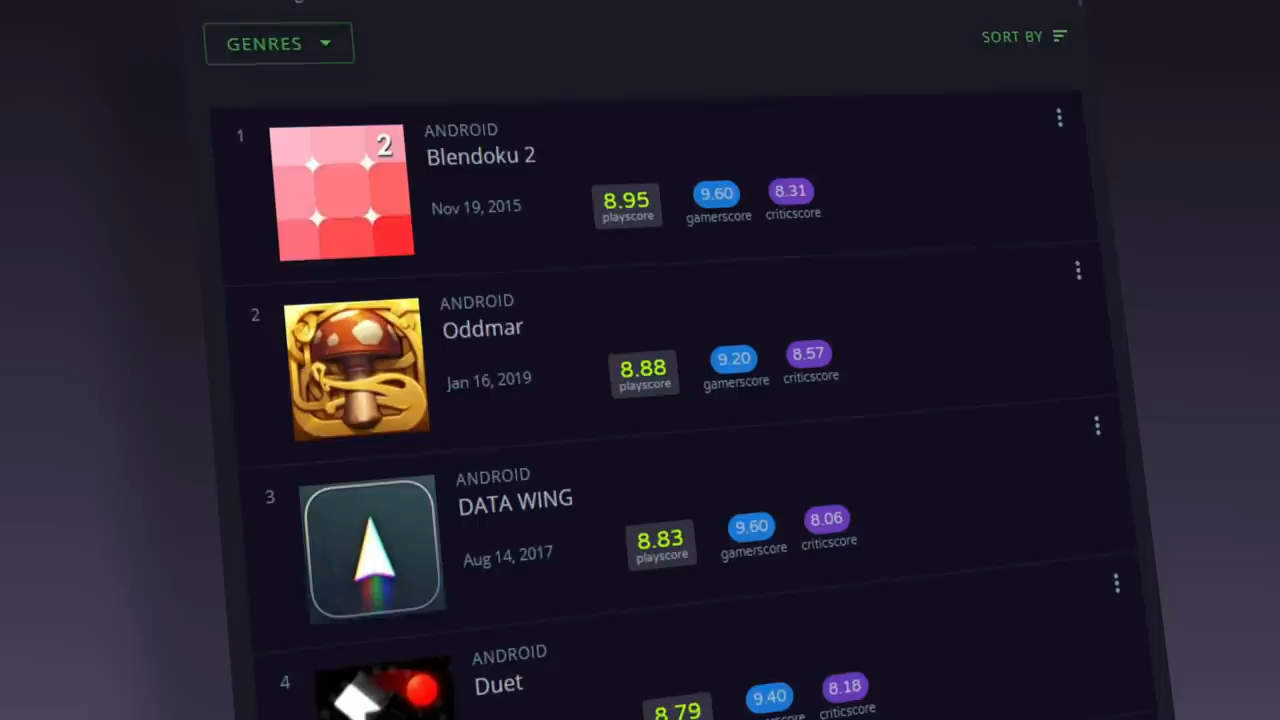 GENRES
SORT BY
1
2
ANDROID
Blendoku 2
Nov 19, 2015
8.95
playscore
9.60
gamerscore
8.31
criticscore
2
ANDROID
Oddmar
Jan 16, 2019
8.88
playscore
9.20
gamerscore
8.57
criticscore
3
ANDROID
DATA WING
Aug 14, 2017
8.83
playscore
9.60
gamerscore
8.06
criticscore
4
ANDROID
Duet
8.79
9.40
gamerscore
8.18
criticscore